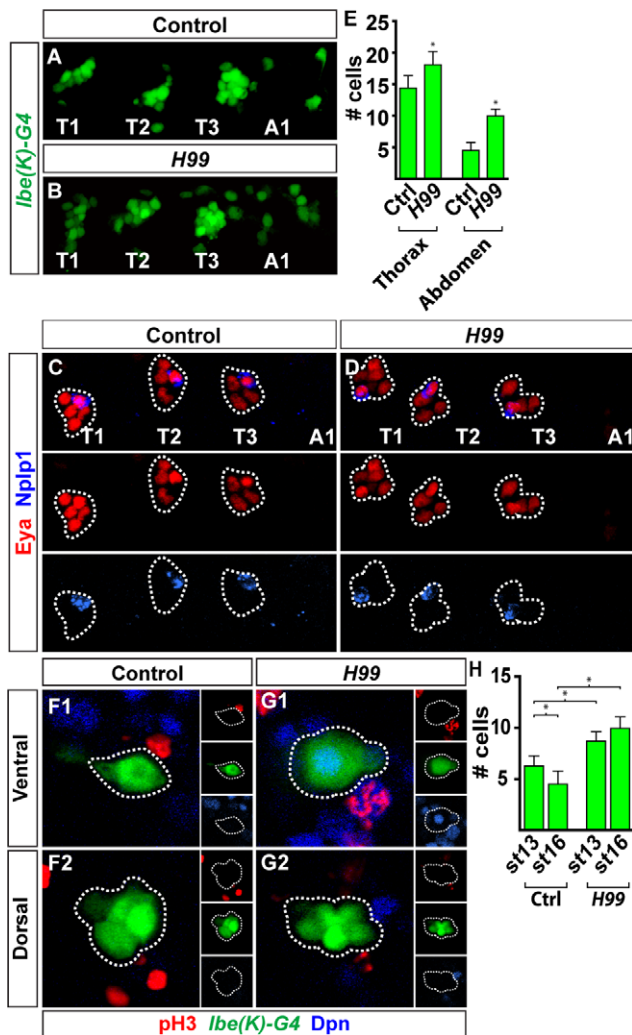 Control
A
T1 T2 T3 A1
H99
B
T1 T2 T3 A1
lbe(K)-G4
E
# cells
25
20
15
10
5
* *
Ctrl H99 Ctrl H99
Thorax Abdomen
Control H99
C D
T1 T2 T3 A1 T1 T2 T3 A1
Eya Nplp1
Control H99
F1 G1
Ventral
F2 G2
Dorsal
pH3 lbe(K)-G4 Dpn
H
# cells
15
10
5
* * *
st13 st16 st13 st16
Ctrl H99